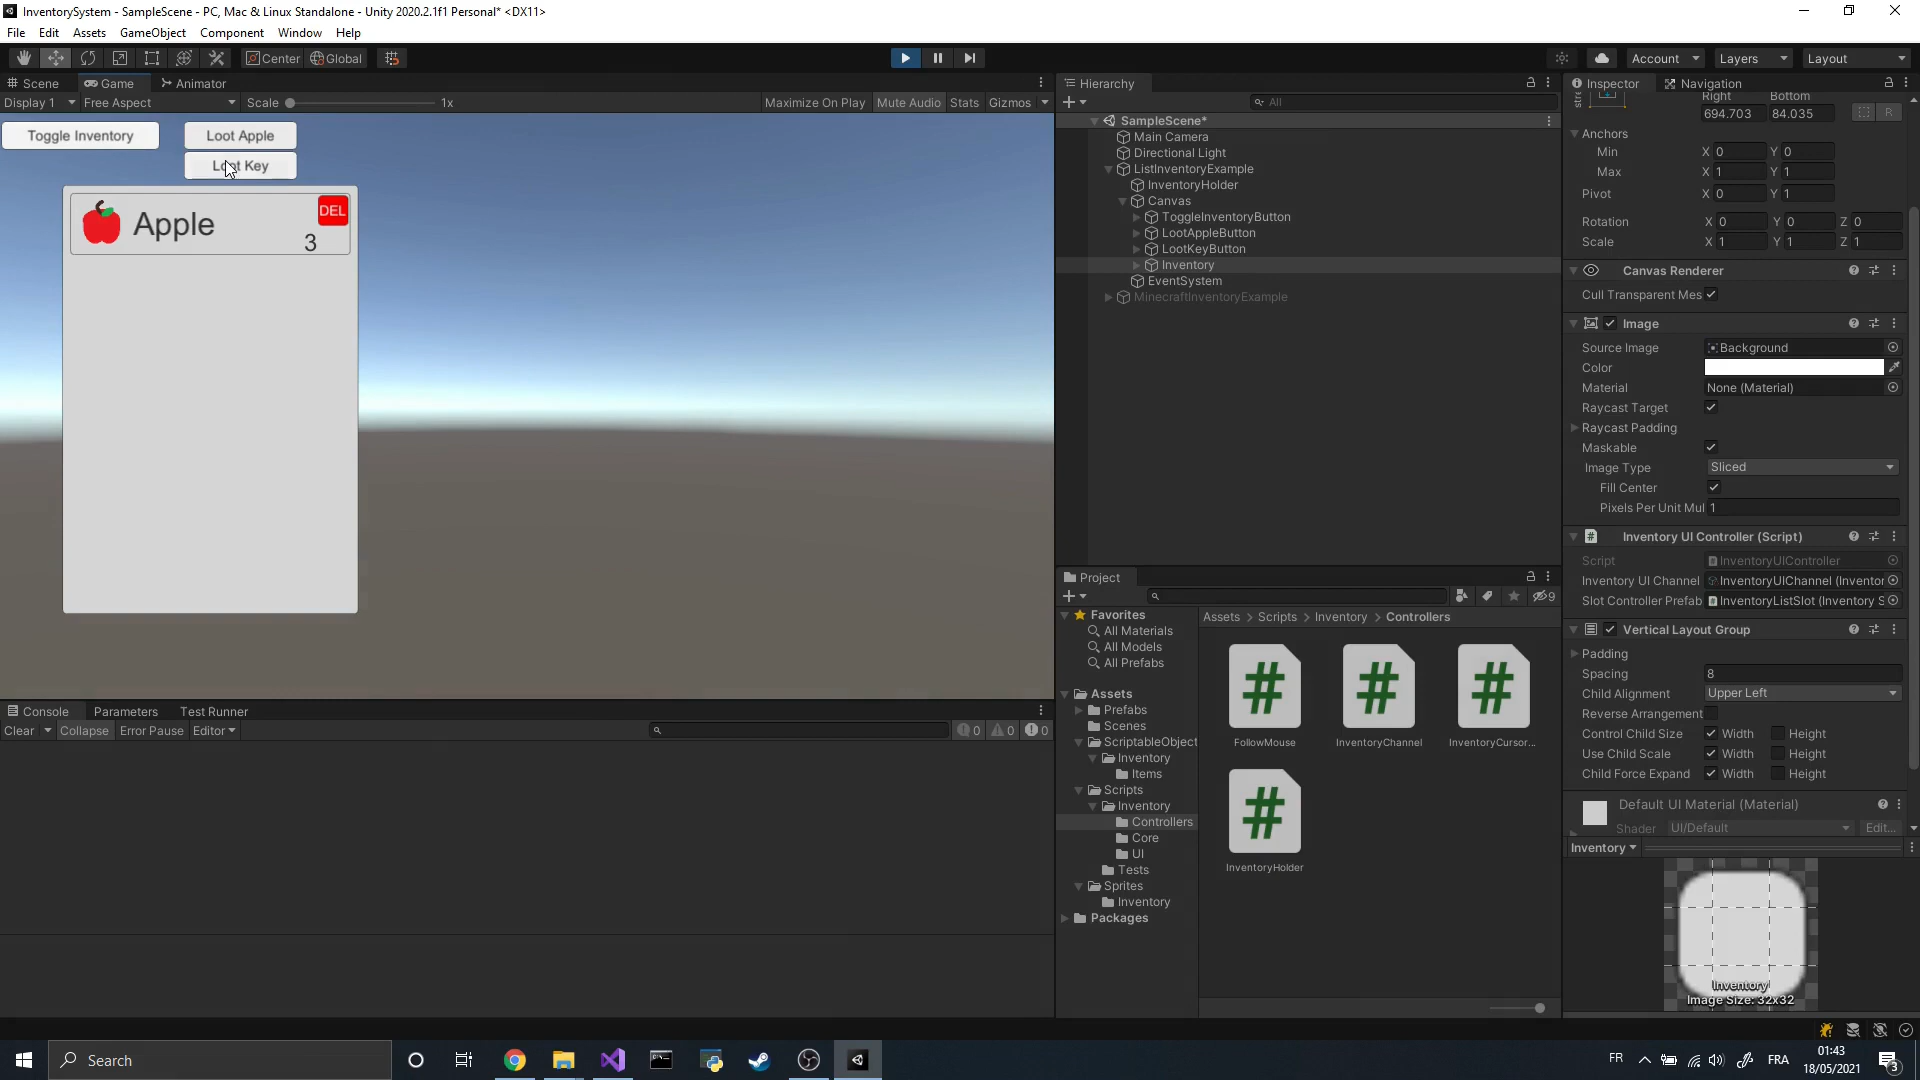 InventorySystem - SampleScene - PC, Mac & Linux Standalone - Unity 2020.2.1f1 Personal* <DX11>
File Edit Assets GameObject Component Window Help
Center Global Account Layers Layout
Scene Game Animator
Display 1 Free Aspect Scale 1x Maximize On Play Mute Audio Stats Gizmos
Toggle Inventory Loot Apple
Loot Key
Apple DEL
3
Console Parameters Test Runner
Clear Collapse Error Pause Editor 0 0 0
Hierarchy
All
SampleScene*
Main Camera
Directional Light
ListInventoryExample
InventoryHolder
Canvas
ToggleInventoryButton
LootAppleButton
LootKeyButton
Inventory
EventSystem
MinecraftInventoryExample
Project
9
Favorites
All Materials
All Models
All Prefabs
Assets
Prefabs
Scenes
ScriptableObject
Inventory
Items
Scripts
Inventory
Controllers
Core
UI
Tests
Sprites
Inventory
Packages
Assets > Scripts > Inventory > Controllers
FollowMouse InventoryChannel InventoryCursor...
InventoryHolder
Inspector Navigation
Right Bottom
694.703 84.035 R
Anchors
Min X 0 Y 0
Max X 1 Y 1
Pivot X 0 Y 1
Rotation X 0 Y 0 Z 0
Scale X 1 Y 1 Z 1
Canvas Renderer
Cull Transparent Mes
Image
Source Image Background
Color
Material None (Material)
Raycast Target
Raycast Padding
Maskable
Image Type Sliced
Fill Center
Pixels Per Unit Mul 1
Inventory UI Controller (Script)
Script InventoryUIController
Inventory UI Channel InventoryUIChannel (Inventor
Slot Controller Prefab InventoryListSlot (Inventory S
Vertical Layout Group
Padding
Spacing 8
Child Alignment Upper Left
Reverse Arrangement
Control Child Size Width Height
Use Child Scale Width Height
Child Force Expand Width Height
Default UI Material (Material)
Shader UI/Default Edit...
Inventory
Inventory
Image Size: 32x32
Search
FR FRA 01:43
18/05/2021 3